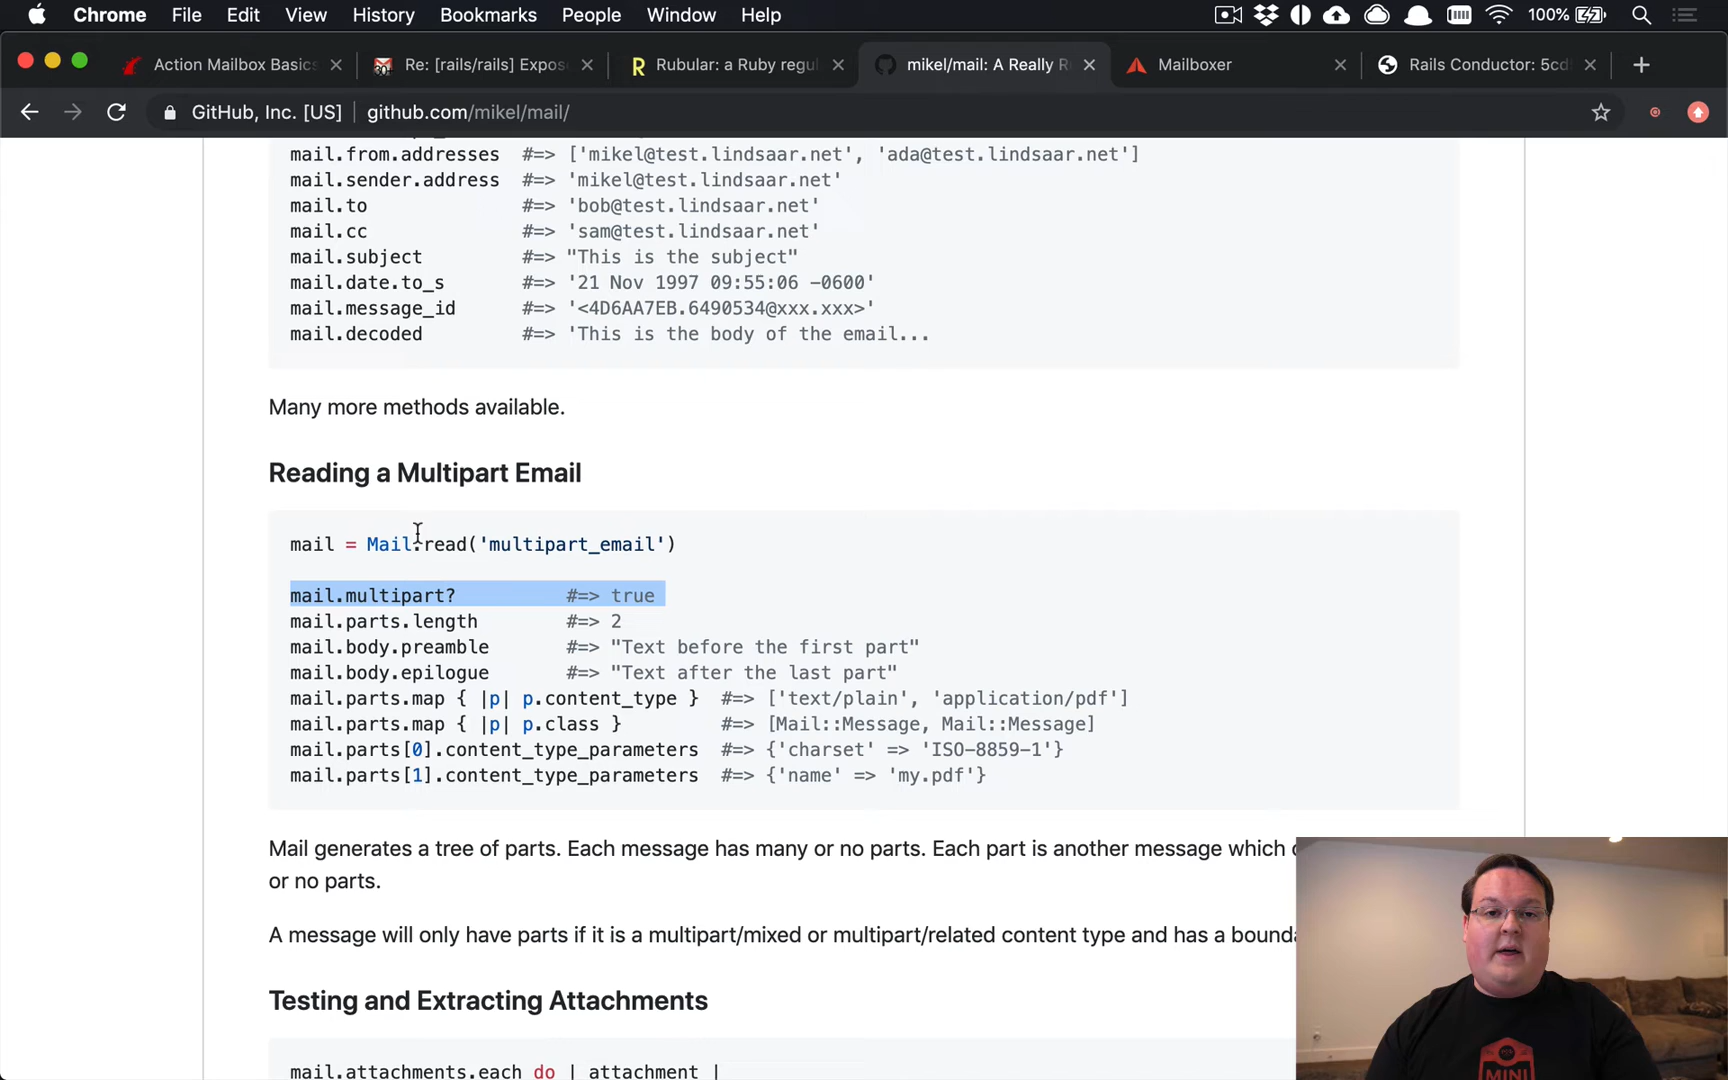 Chrome File Edit View History Bookmarks People Window Help 100%
Action Mailbox Basics Re: [rails/rails] Expos Rubular: a Ruby regul mikel/mail: A Really R Mailboxer Rails Conductor: 5cd
GitHub, Inc. [US] github.com/mikel/mail/
mail.from.addresses #=> ['mikel@test.lindsaar.net', 'ada@test.lindsaar.net']
mail.sender.address #=> 'mikel@test.lindsaar.net'
mail.to #=> 'bob@test.lindsaar.net'
mail.cc #=> 'sam@test.lindsaar.net'
mail.subject #=> "This is the subject"
mail.date.to_s #=> '21 Nov 1997 09:55:06 -0600'
mail.message_id #=> '<4D6AA7EB.6490534@xxx.xxx>'
mail.decoded #=> 'This is the body of the email...
Many more methods available.
Reading a Multipart Email
mail = Mail.read('multipart_email')
mail.multipart? #=> true
mail.parts.length #=> 2
mail.body.preamble #=> "Text before the first part"
mail.body.epilogue #=> "Text after the last part"
mail.parts.map { |p| p.content_type } #=> ['text/plain', 'application/pdf']
mail.parts.map { |p| p.class } #=> [Mail::Message, Mail::Message]
mail.parts[0].content_type_parameters #=> {'charset' => 'ISO-8859-1'}
mail.parts[1].content_type_parameters #=> {'name' => 'my.pdf'}
Mail generates a tree of parts. Each message has many or no parts. Each part is another message which
or no parts.
A message will only have parts if it is a multipart/mixed or multipart/related content type and has a bounda
Testing and Extracting Attachments
mail.attachments.each do | attachment |
MINI